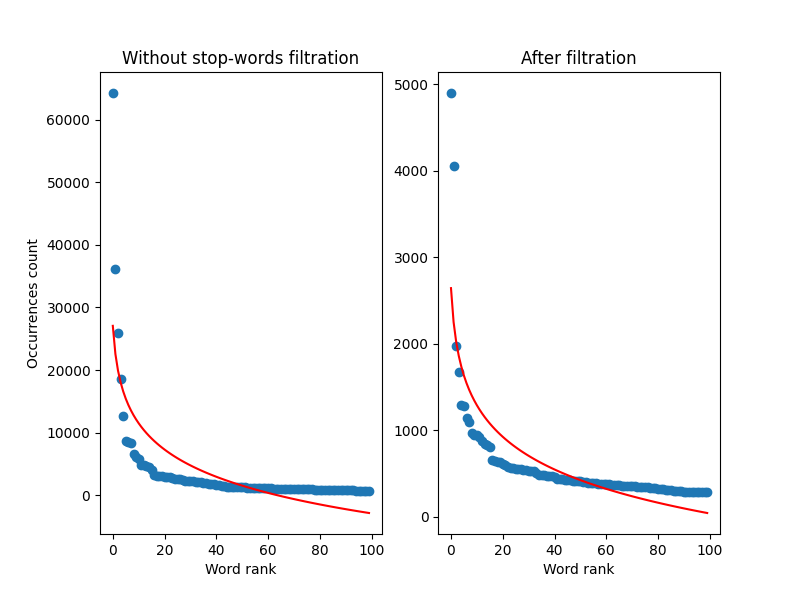 Without stop-words filtration
After filtration
Occurrences count
60000
50000
40000
30000
20000
10000
0
0 20 40 60 80 100
Word rank
5000
4000
3000
2000
1000
0
0 20 40 60 80 100
Word rank